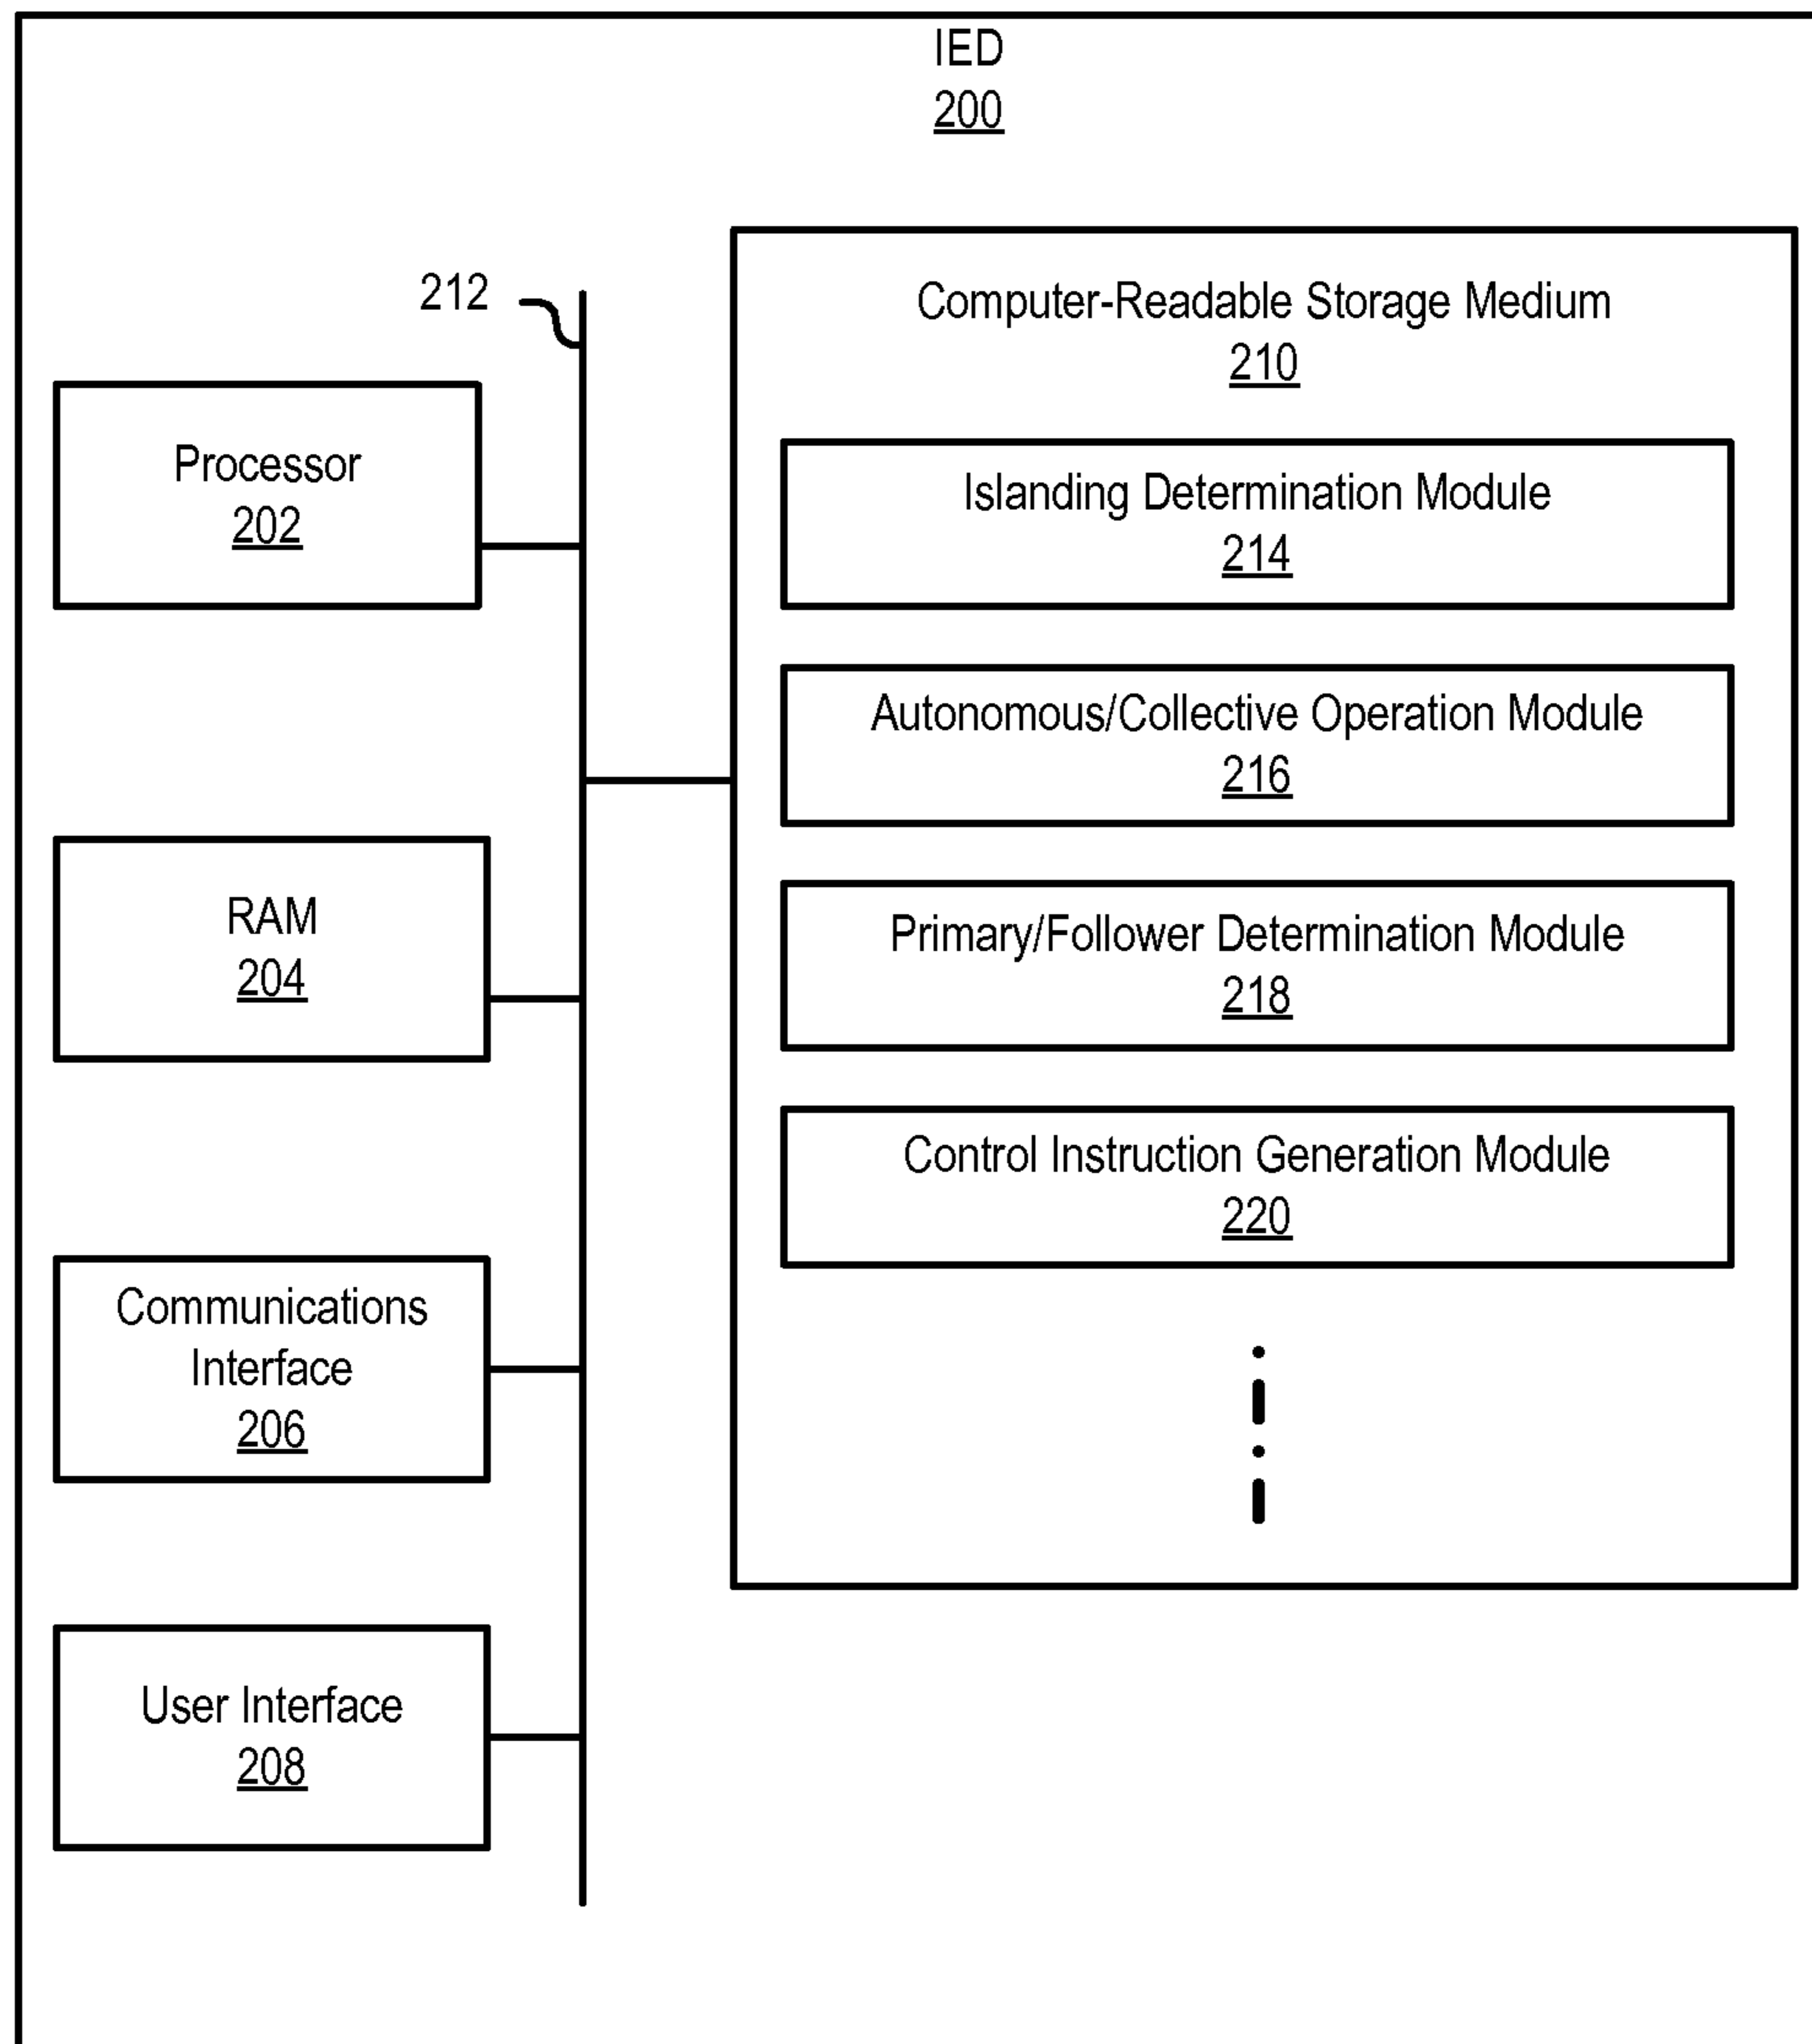 IED
200
212
Processor
202
RAM
204
Communications
Interface
206
User Interface
208
Computer-Readable Storage Medium
210
Islanding Determination Module
214
Autonomous/Collective Operation Module
216
Primary/Follower Determination Module
218
Control Instruction Generation Module
220